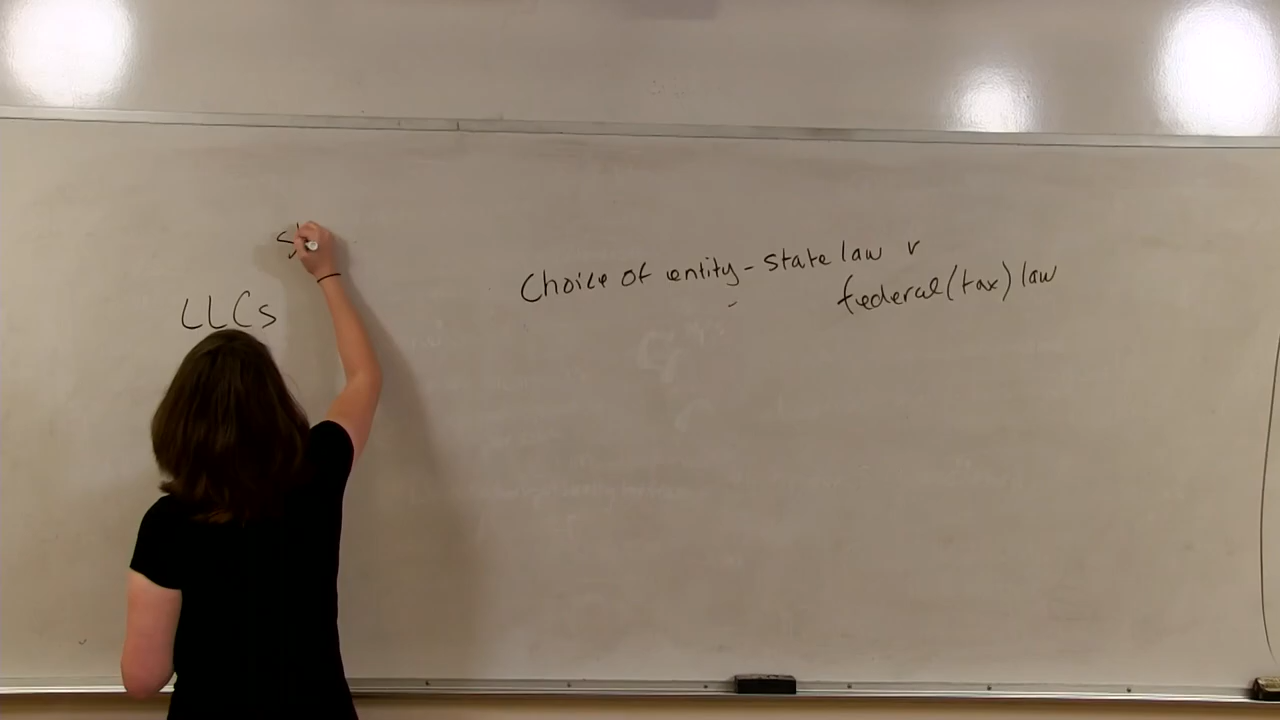 LLCs
Choice of entity - state law v
federal (tax) law